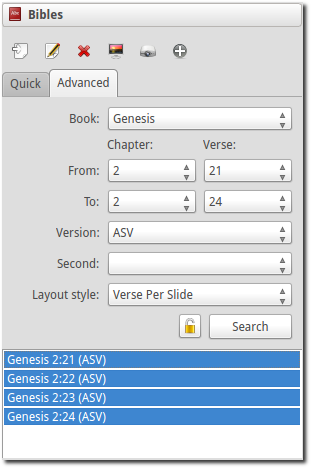 Bibles
Quick Advanced
Book: Genesis
Chapter: Verse:
From: 2 21
To: 2 24
Version: ASV
Second:
Layout style: Verse Per Slide
Search
Genesis 2:21 (ASV)
Genesis 2:22 (ASV)
Genesis 2:23 (ASV)
Genesis 2:24 (ASV)